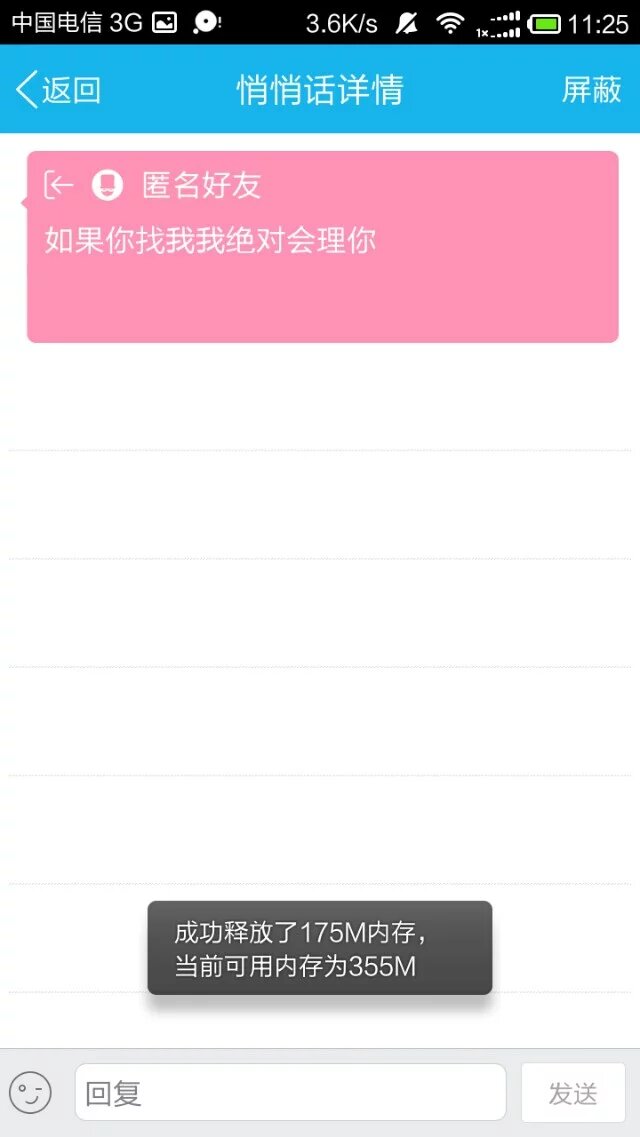 中国电信 3G 3.6K/s 1x 11:25
返回 悄悄话详情 屏蔽
匿名好友
如果你找我我绝对会理你
成功释放了175M内存，
当前可用内存为355M
回复 发送